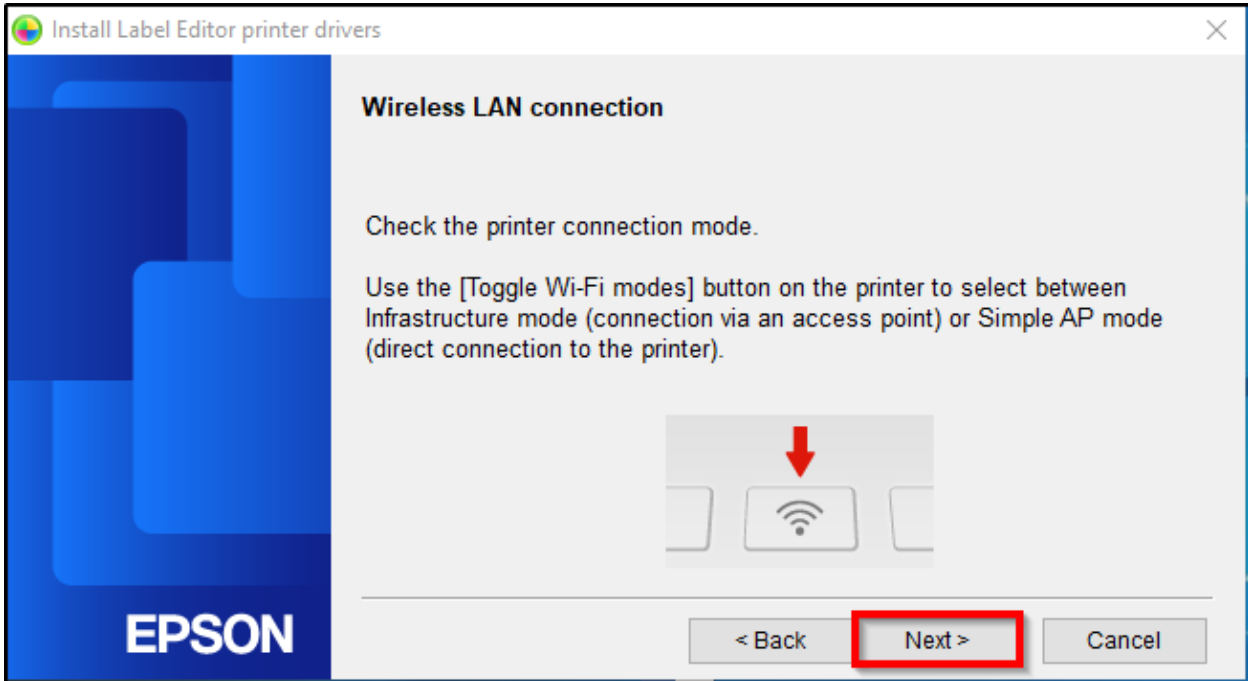 Install Label Editor printer drivers
Wireless LAN connection
Check the printer connection mode.
Use the [Toggle Wi-Fi modes] button on the printer to select between
Infrastructure mode (connection via an access point) or Simple AP mode
(direct connection to the printer).
EPSON
< Back
Next >
Cancel